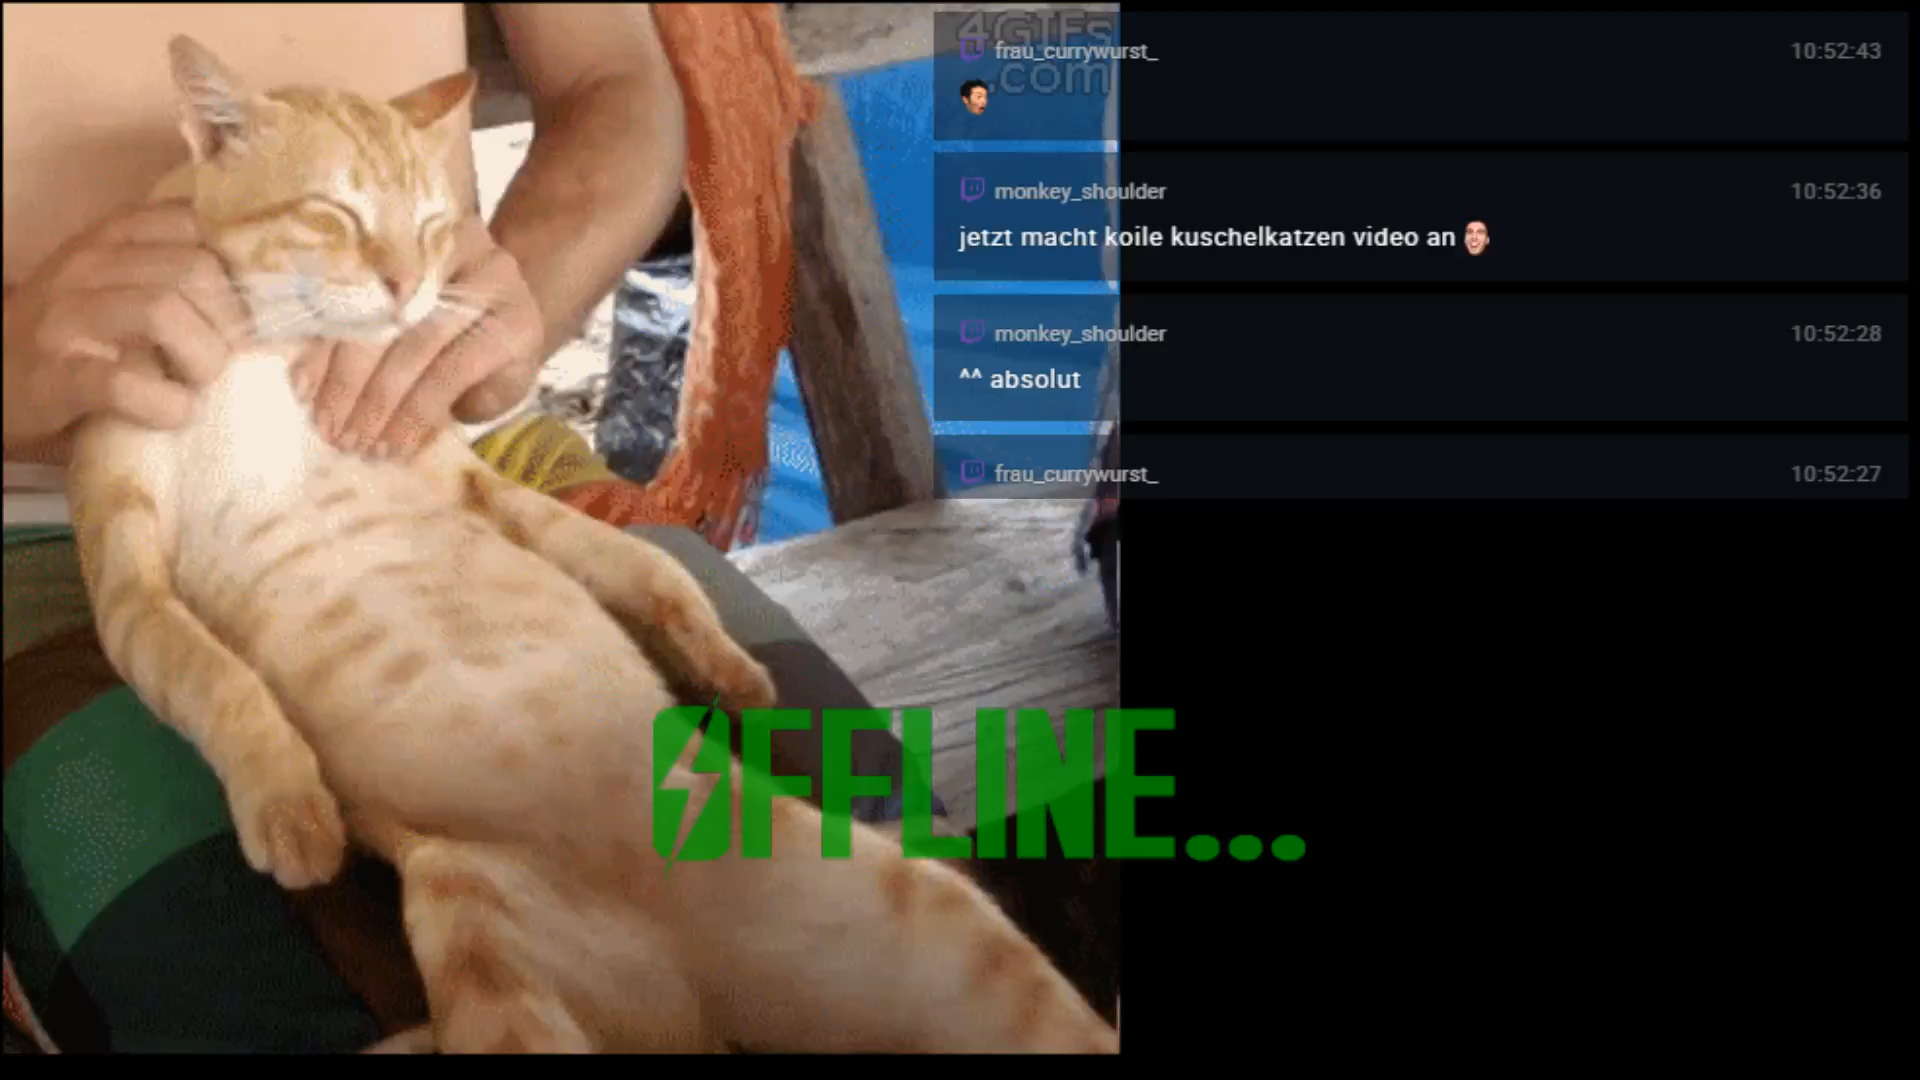 4GIFs
.com
frau_currywurst_ 10:52:43
monkey_shoulder 10:52:36
jetzt macht koile kuschelkatzen video an
monkey_shoulder 10:52:28
^^ absolut
frau_currywurst_ 10:52:27
OFFLINE...